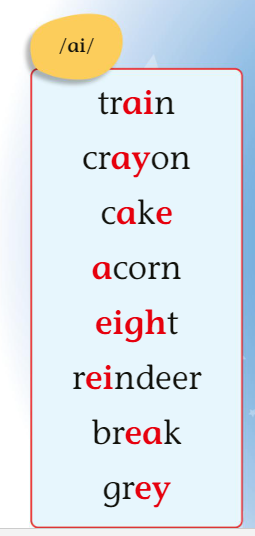 /ai/
train
crayon
cake
acorn
eight
reindeer
break
grey